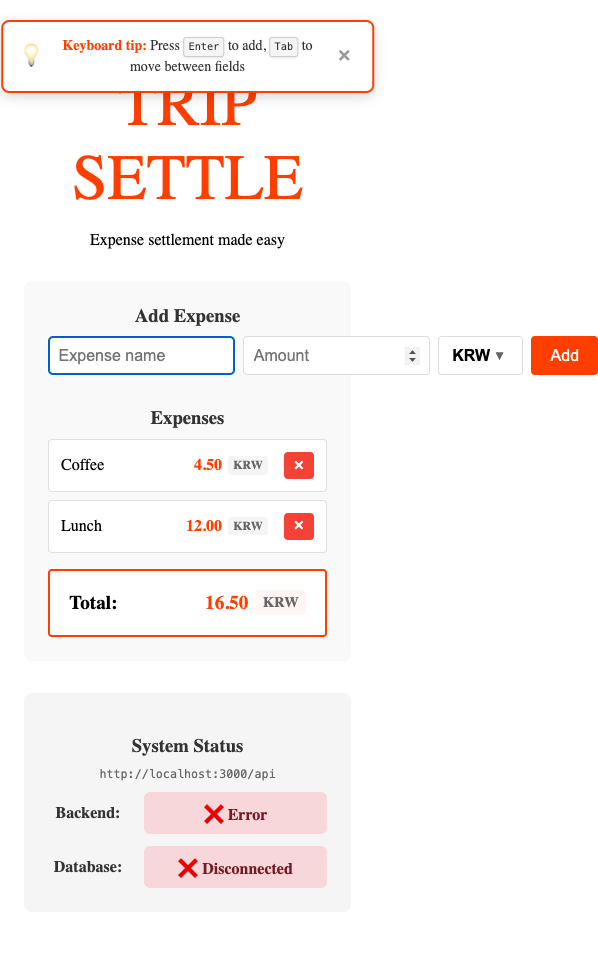 Keyboard tip: Press Enter to add, Tab to
move between fields
×
TRIP
SETTLE
Expense settlement made easy
Add Expense
Expense name Amount KRW ▼ Add
Expenses
Coffee 4.50 KRW ×
Lunch 12.00 KRW ×
Total: 16.50 KRW
System Status
http://localhost:3000/api
Backend: ❌ Error
Database: ❌ Disconnected